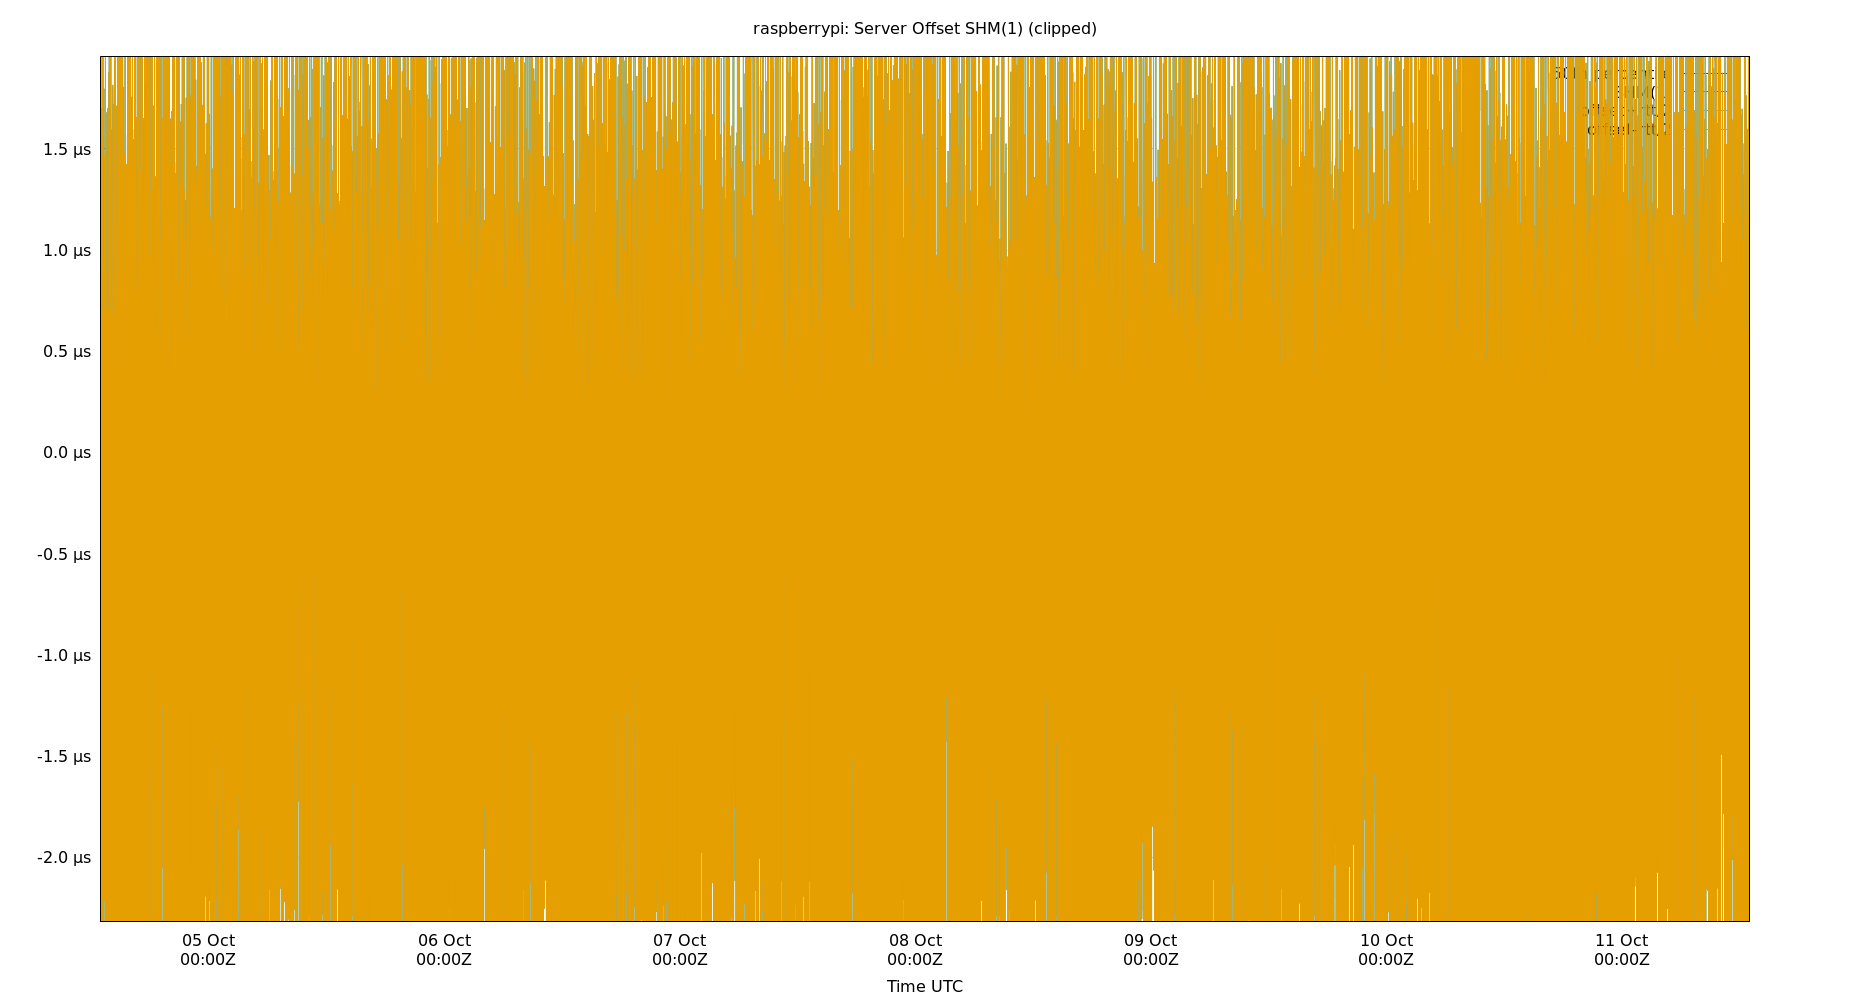 raspberrypi: Server Offset SHM(1) (clipped)
1.5 µs
1.0 µs
0.5 µs
0.0 µs
-0.5 µs
-1.0 µs
-1.5 µs
-2.0 µs
05 Oct 06 Oct 07 Oct 08 Oct 09 Oct 10 Oct 11 Oct
00:00Z 00:00Z 00:00Z 00:00Z 00:00Z 00:00Z 00:00Z
Time UTC